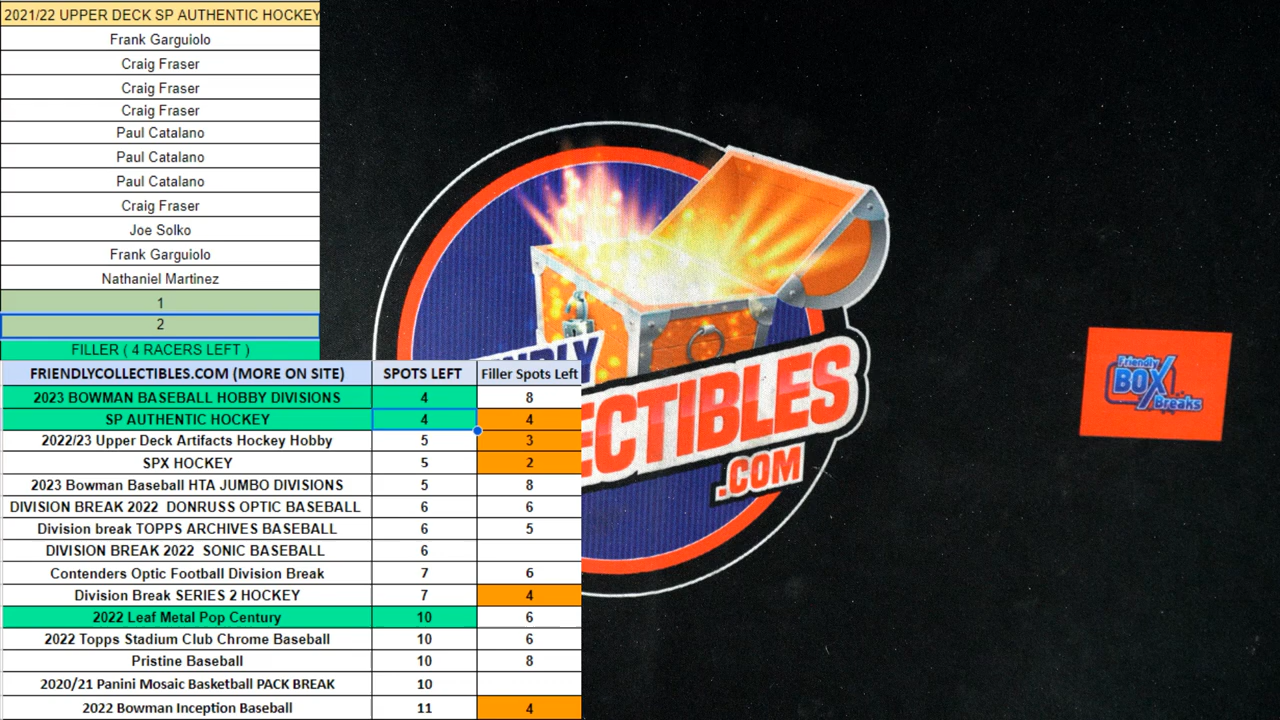 2021/22 UPPER DECK SP AUTHENTIC HOCKEY
Frank Garguiolo
Craig Fraser
Craig Fraser
Craig Fraser
Paul Catalano
Paul Catalano
Paul Catalano
Craig Fraser
Joe Solko
Frank Garguiolo
Nathaniel Martinez
1
2
FILLER ( 4 RACERS LEFT )
FRIENDLYCOLLECTIBLES.COM (MORE ON SITE) SPOTS LEFT Filler Spots Left
2023 BOWMAN BASEBALL HOBBY DIVISIONS 4 8
SP AUTHENTIC HOCKEY 4 4
2022/23 Upper Deck Artifacts Hockey Hobby 5 3
SPX HOCKEY 5 2
2023 Bowman Baseball HTA JUMBO DIVISIONS 5 8
DIVISION BREAK 2022 DONRUSS OPTIC BASEBALL 6 6
Division break TOPPS ARCHIVES BASEBALL 6 5
DIVISION BREAK 2022 SONIC BASEBALL 6
Contenders Optic Football Division Break 7 6
Division Break SERIES 2 HOCKEY 7 4
2022 Leaf Metal Pop Century 10 6
2022 Topps Stadium Club Chrome Baseball 10 6
Pristine Baseball 10 8
2020/21 Panini Mosaic Basketball PACK BREAK 10
2022 Bowman Inception Baseball 11 4
NDLY
ECTIBLES
.COM
Friendly
BOX
Breaks